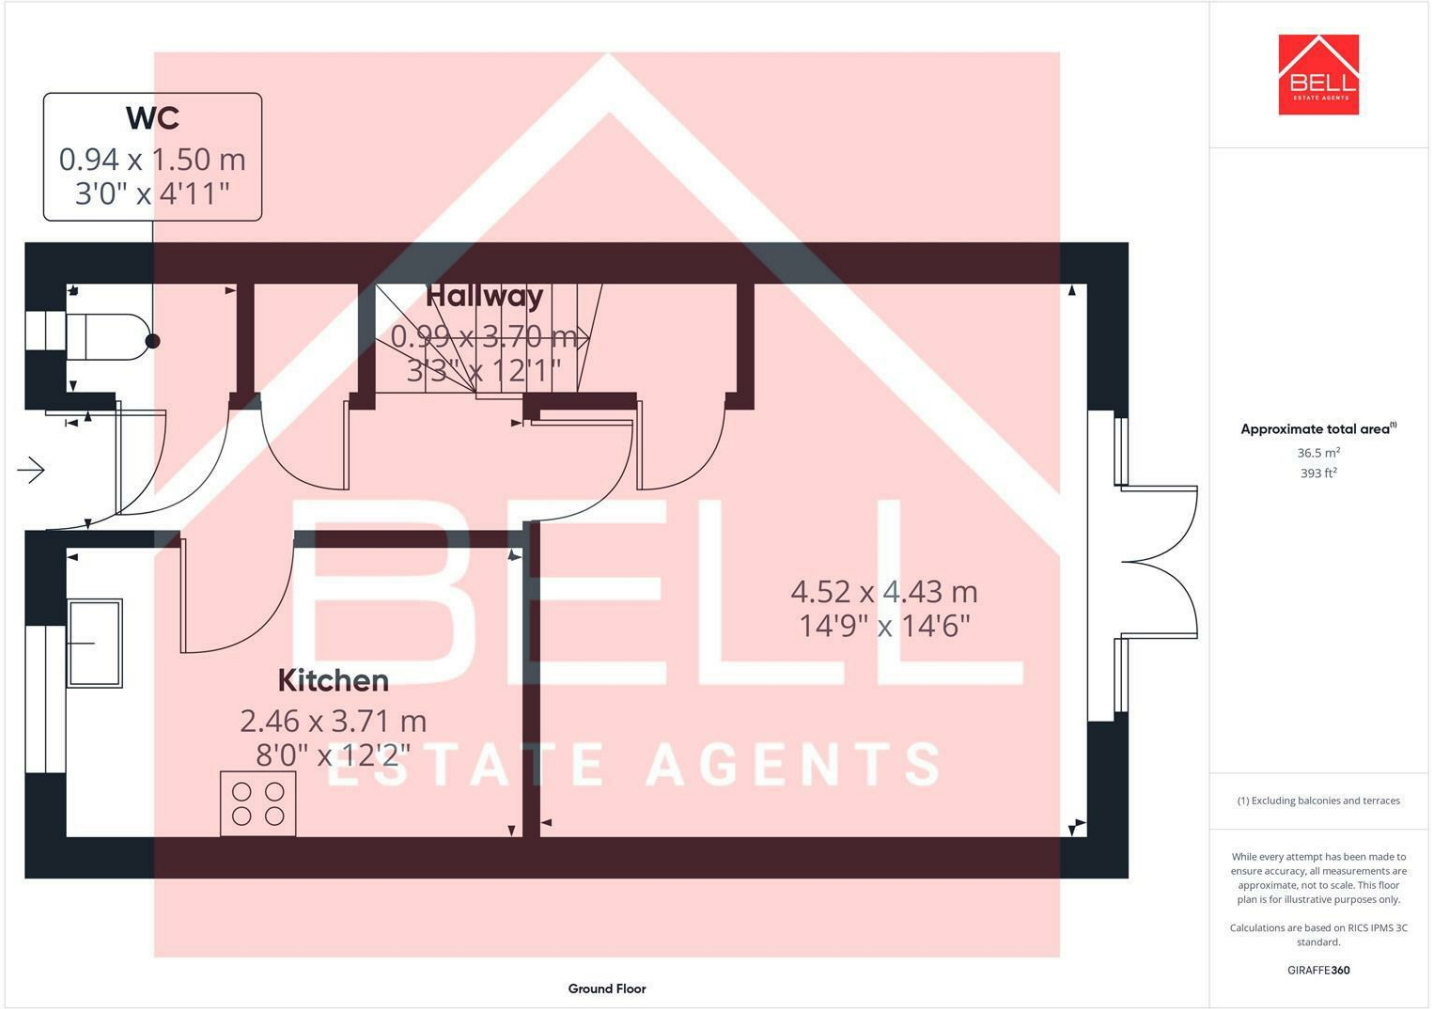 WC
0.94 x 1.50 m
3'0" x 4'11"
Hallway
0.99 x 3.70 m
3'3" x 12'1"
4.52 x 4.43 m
14'9" x 14'6"
Kitchen
2.46 x 3.71 m
8'0" x 12'2"
BELL
ESTATE AGENTS
Ground Floor
BELL
ESTATE AGENTS
Approximate total area(1)
36.5 m²
393 ft²
(1) Excluding balconies and terraces
While every attempt has been made to
ensure accuracy, all measurements are
approximate, not to scale. This floor
plan is for illustrative purposes only.
Calculations are based on RICS IPMS 3C
standard.
GIRAFFE360